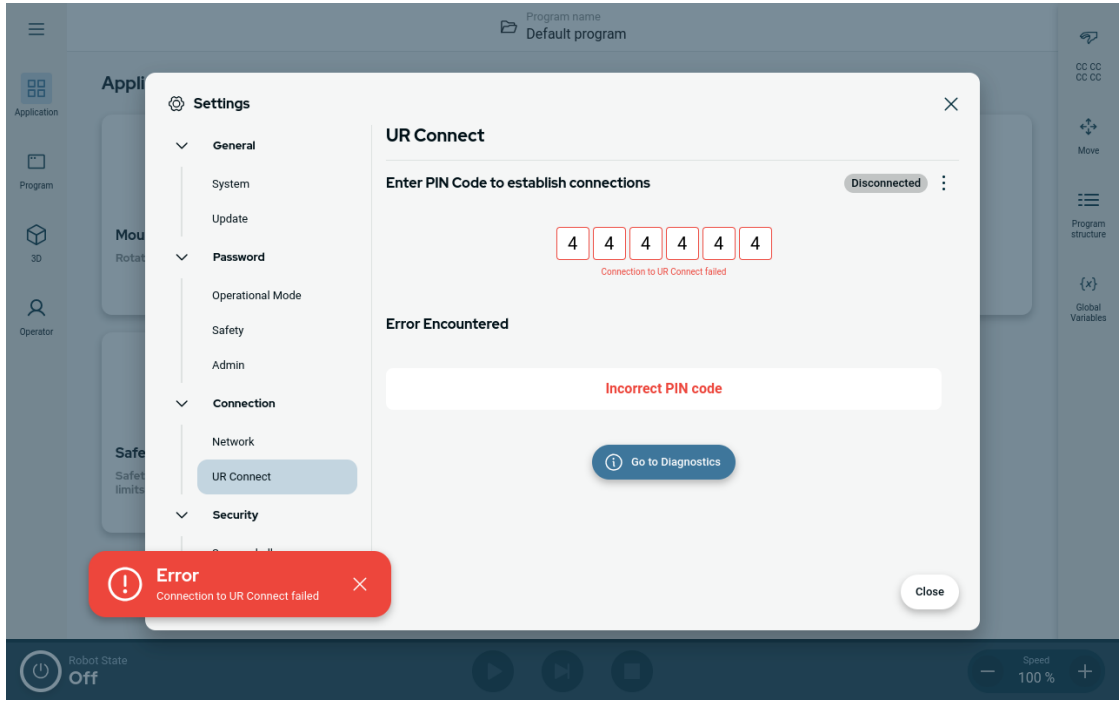 Program name
Default program
Application
Program
3D
Operator
Appli
Mou
Rotat
Safe
Safet
limits
Settings
General
System
Update
Password
Operational Mode
Safety
Admin
Connection
Network
UR Connect
Security
UR Connect
Enter PIN Code to establish connections
Disconnected
4 4 4 4 4 4
Connection to UR Connect failed
Error Encountered
Incorrect PIN code
Go to Diagnostics
Close
Error
Connection to UR Connect failed
CC CC
CC CC
Move
Program
structure
{x}
Global
Variables
Robot State
Off
Speed
100 %